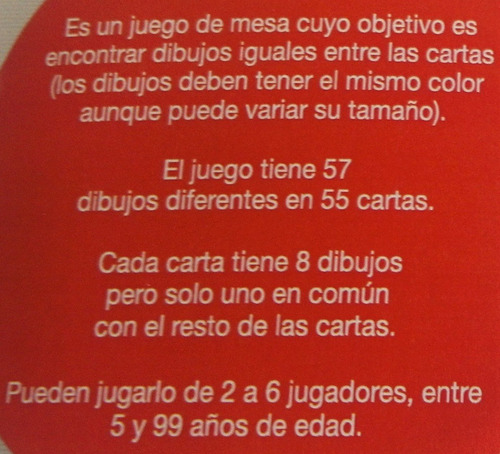 Es un juego de mesa cuyo objetivo es
encontrar dibujos iguales entre las cartas
(los dibujos deben tener el mismo color
aunque puede variar su tamaño).
El juego tiene 57
dibujos diferentes en 55 cartas.
Cada carta tiene 8 dibujos
pero solo uno en común
con el resto de las cartas.
Pueden jugarlo de 2 a 6 jugadores, entre
5 y 99 años de edad.